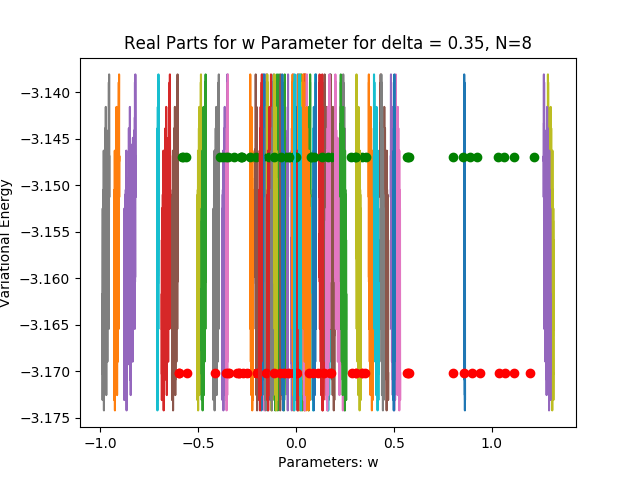 Real Parts for w Parameter for delta = 0.35, N=8
Variational Energy
−3.140
−3.145
−3.150
−3.155
−3.160
−3.165
−3.170
−3.175
−1.0 −0.5 0.0 0.5 1.0
Parameters: w